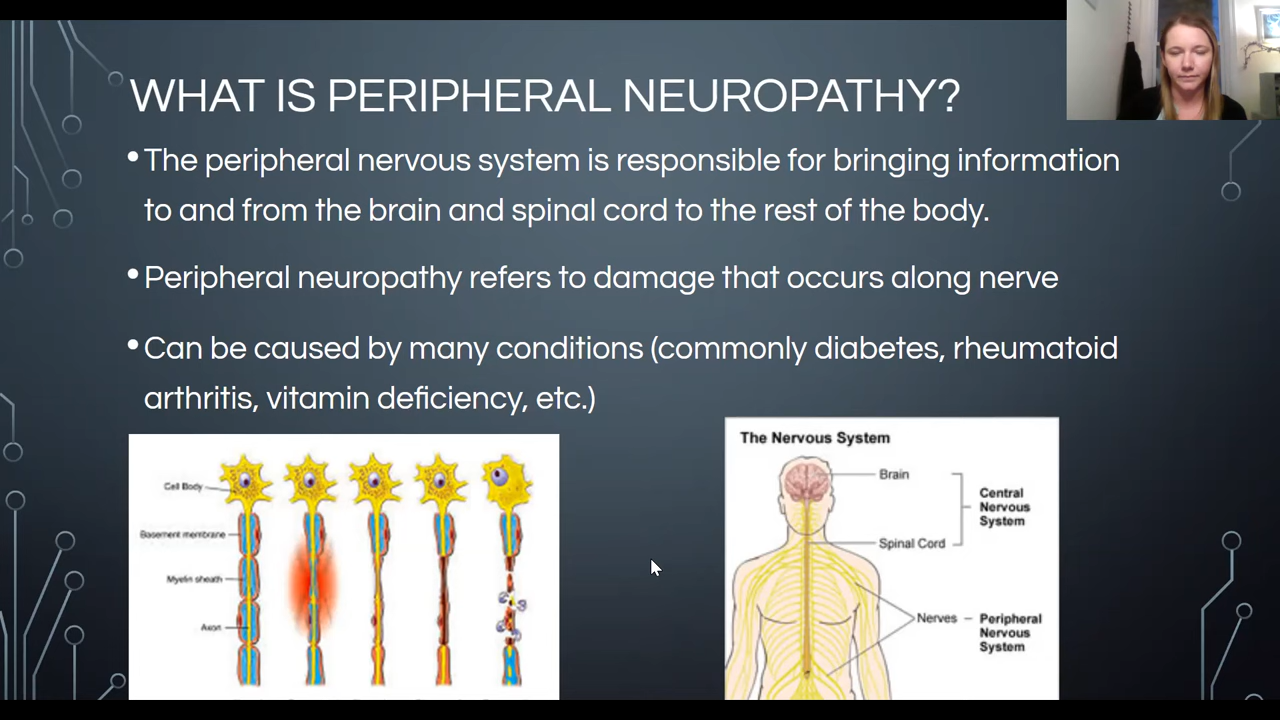 WHAT IS PERIPHERAL NEUROPATHY?
•The peripheral nervous system is responsible for bringing information
to and from the brain and spinal cord to the rest of the body.
•Peripheral neuropathy refers to damage that occurs along nerve
•Can be caused by many conditions (commonly diabetes, rheumatoid
arthritis, vitamin deficiency, etc.)
Cell Body
Basement membrane
Myelin sheath
Axon
The Nervous System
Brain
Central
Nervous
System
Spinal Cord
Nerves
Peripheral
Nervous
System